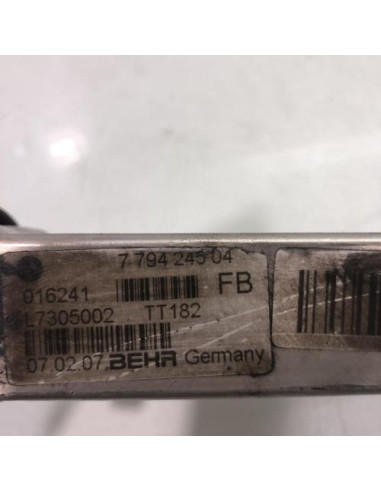 7 794 245 04
016241 FB
L7305002 TT182
07.02.07 BEHR Germany